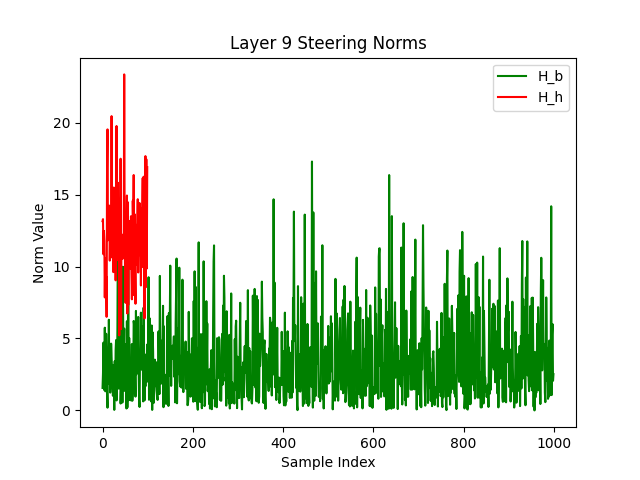 Layer 9 Steering Norms
H_b
H_h
Norm Value
20
15
10
5
0
0 200 400 600 800 1000
Sample Index